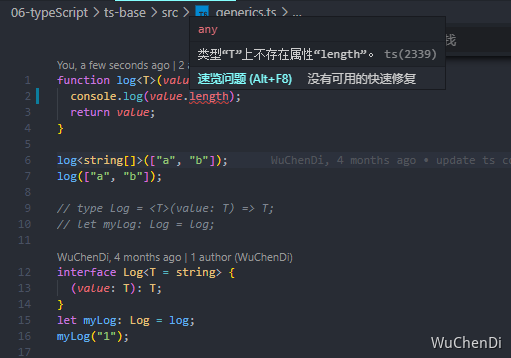 06-typeScript > ts-base > src > generics.ts > ...
any
类型“T”上不存在属性“length”。 ts(2339)
速览问题 (Alt+F8) 没有可用的快速修复
You, a few seconds ago | 2
1 function log<T>(value
2 console.log(value.length);
3 return value;
4 }
5
6 log<string[]>(["a", "b"]); WuChenDi, 4 months ago • update ts co
7 log(["a", "b"]);
8
9 // type Log = <T>(value: T) => T;
10 // let myLog: Log = log;
11
WuChenDi, 4 months ago | 1 author (WuChenDi)
12 interface Log<T = string> {
13 (value: T): T;
14 }
15 let myLog: Log = log;
16 myLog("1");
17
WuChenDi